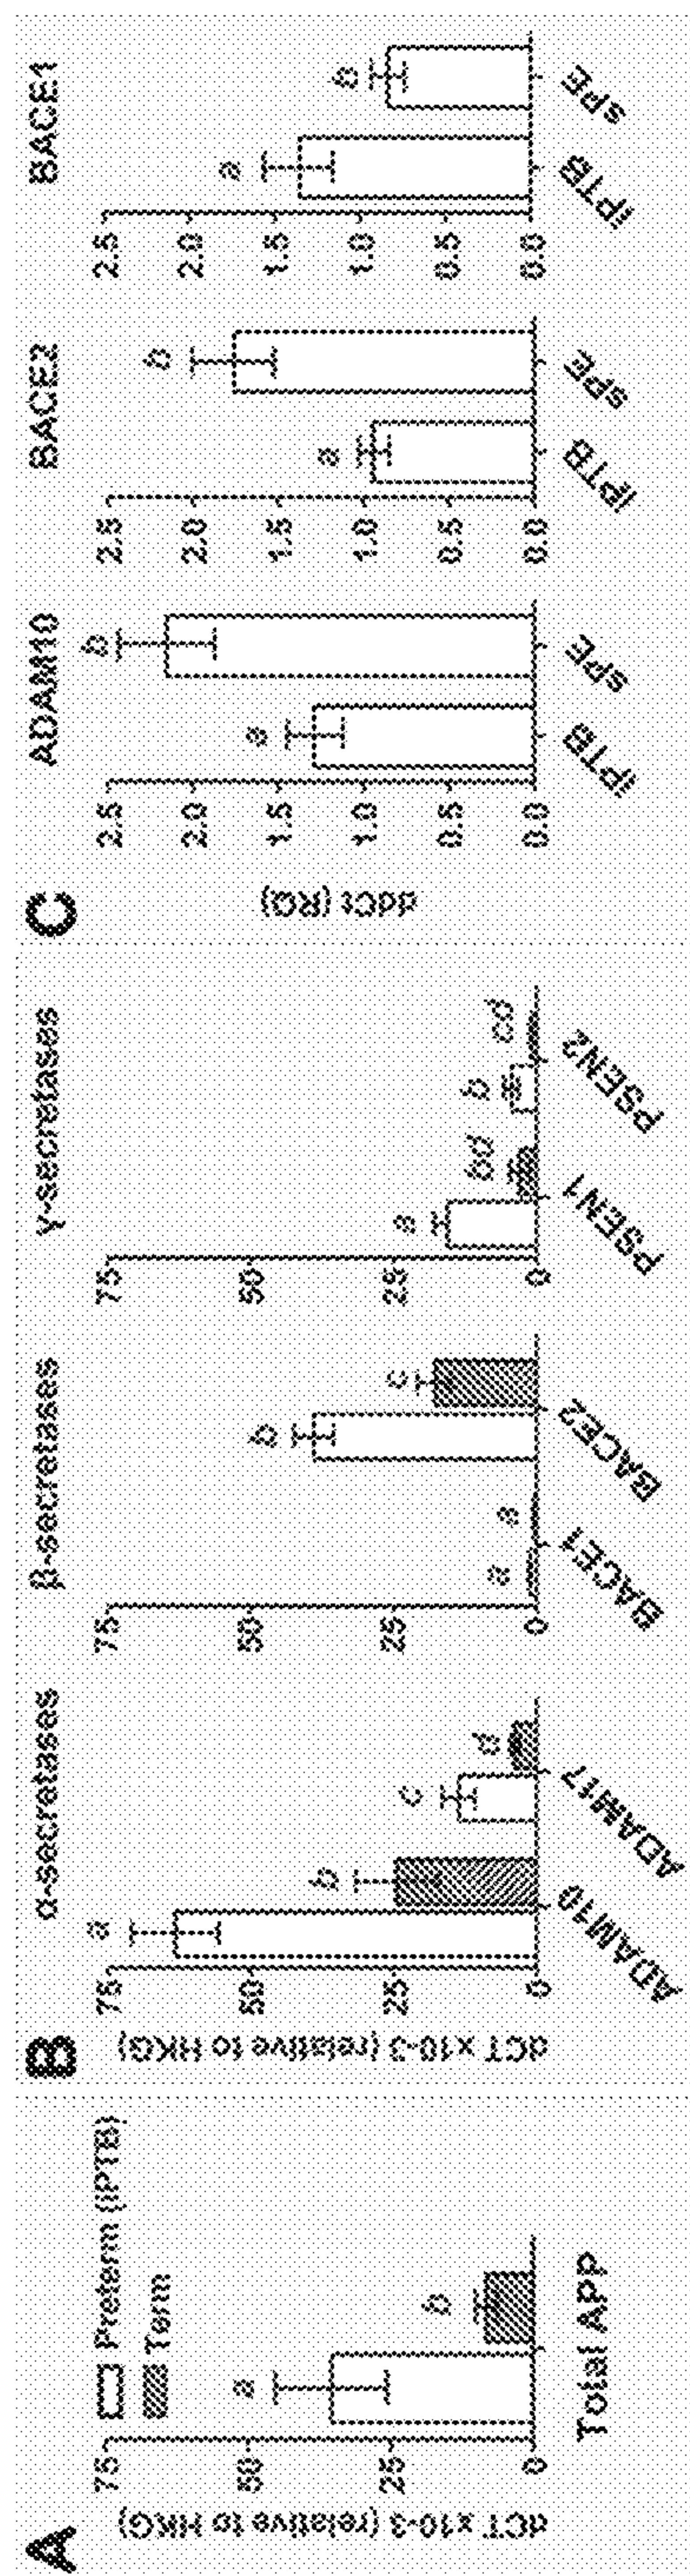 A
75
50
25
0
dCT x10-3 (relative to HKG)
Preterm (iPTB)
Term
a
b
Total APP
B
α-secretases
75
50
25
0
dCT x 10-3 (relative to HKG)
a
b
c
d
ADAM10
ADAM17
β-secretases
75
50
25
0
a
a
b
c
BACE1
BACE2
γ-secretases
75
50
25
0
a
bd
b
cd
PSEN1
PSEN2
C
ddCt (RQ)
ADAM10
2.5
2.0
1.5
1.0
0.5
0.0
a
b
iPTB
sPE
BACE2
2.5
2.0
1.5
1.0
0.5
0.0
a
b
iPTB
sPE
BACE1
2.5
2.0
1.5
1.0
0.5
0.0
a
b
iPTB
sPE